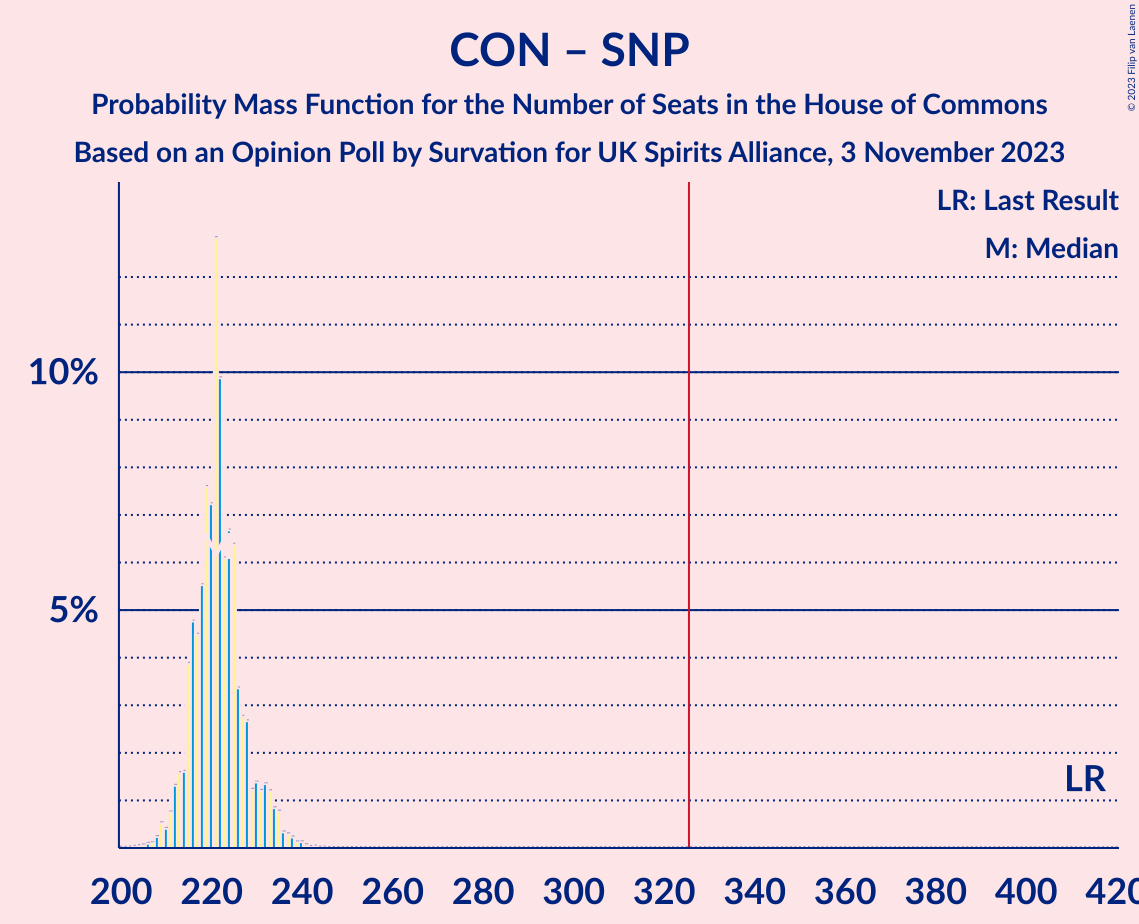 © 2023 Filip van Laenen
CON – SNP
Probability Mass Function for the Number of Seats in the House of Commons
Based on an Opinion Poll by Survation for UK Spirits Alliance, 3 November 2023
LR: Last Result
M: Median
10%
5%
LR
200 220 240 260 280 300 320 340 360 380 400 420